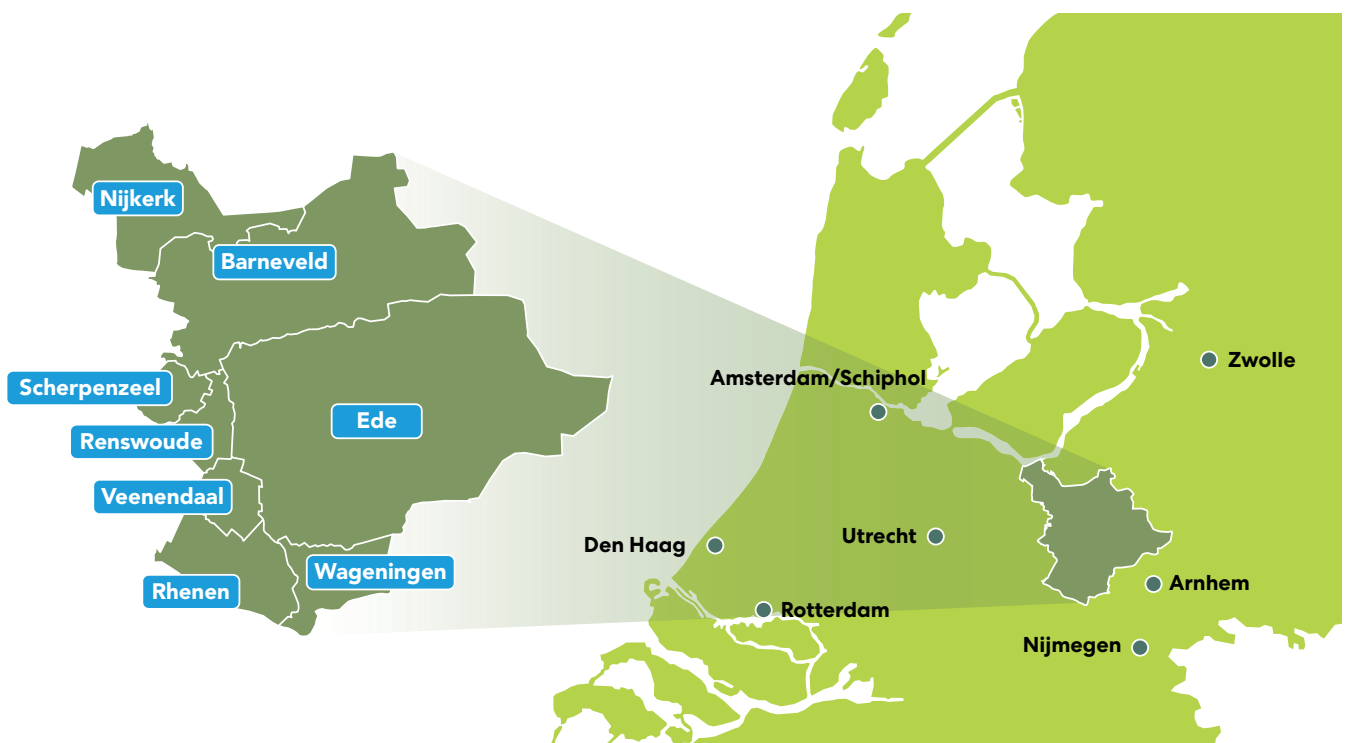 Nijkerk
Barneveld
Scherpenzeel
Renswoude
Ede
Veenendaal
Wageningen
Rhenen
Amsterdam/Schiphol
Zwolle
Den Haag
Utrecht
Arnhem
Rotterdam
Nijmegen